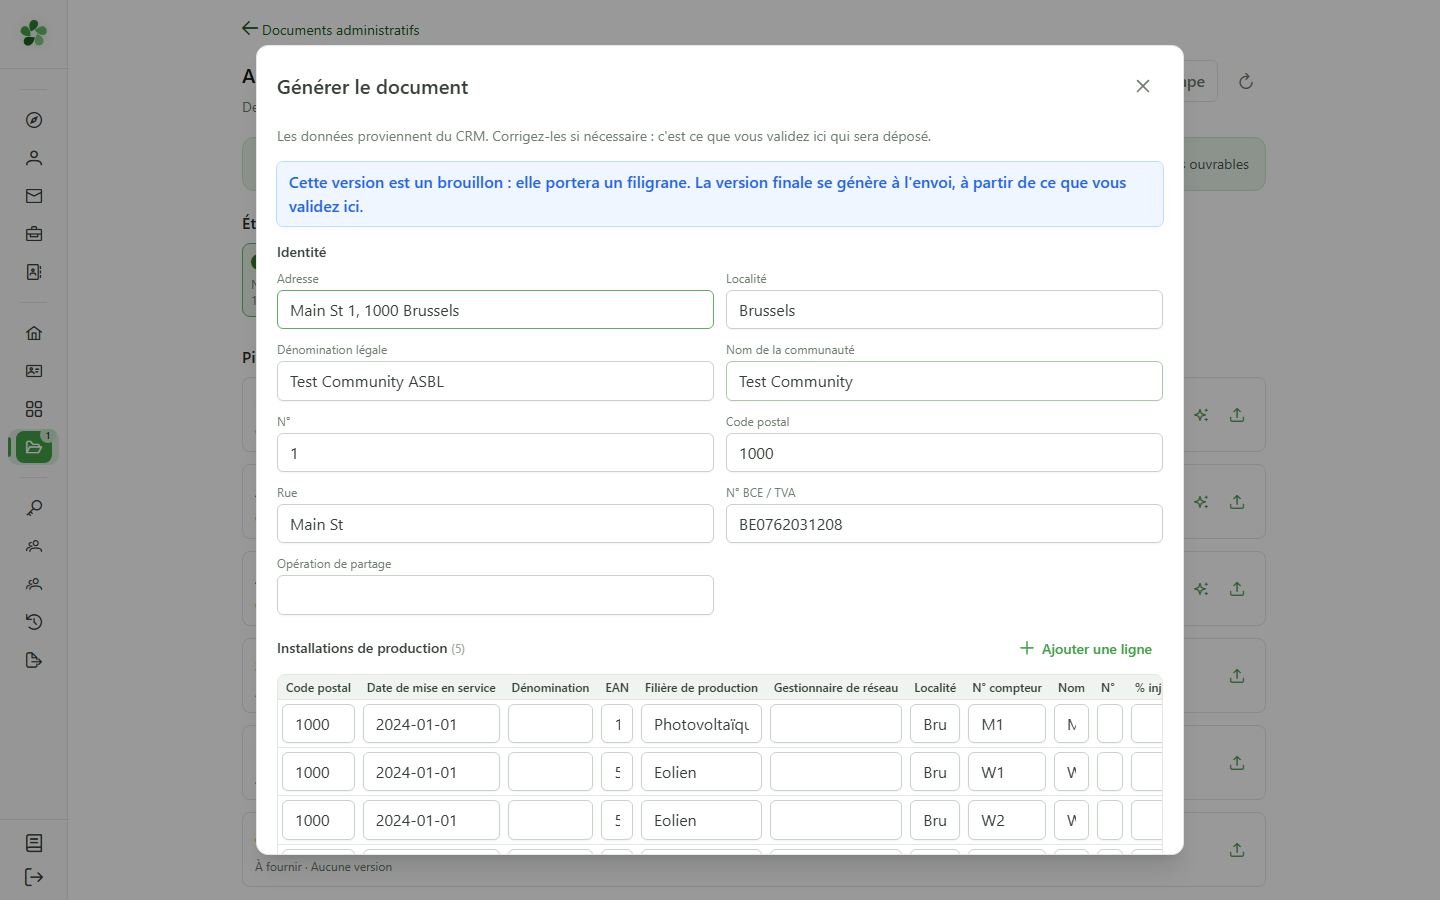 Documents administratifs
Générer le document
Les données proviennent du CRM. Corrigez-les si nécessaire : c'est ce que vous validez ici qui sera déposé.
ouvrables
Cette version est un brouillon : elle portera un filigrane. La version finale se génère à l'envoi, à partir de ce que vous
validez ici.
Identité
Adresse
Localité
Main St 1, 1000 Brussels
Brussels
Dénomination légale
Nom de la communauté
Test Community ASBL
Test Community
N°
Code postal
1
1000
Rue
N° BCE / TVA
Main St
BE0762031208
Opération de partage
1
Installations de production (5)
Ajouter une ligne
Code postal Date de mise en service Dénomination EAN Filière de production Gestionnaire de réseau Localité N° compteur Nom N° % inj
1000 2024-01-01 1 Photovoltaïqu Bru M1 M
1000 2024-01-01 5 Eolien Bru W1
1000 2024-01-01 5 Eolien Bru W2
À fournir · Aucune version